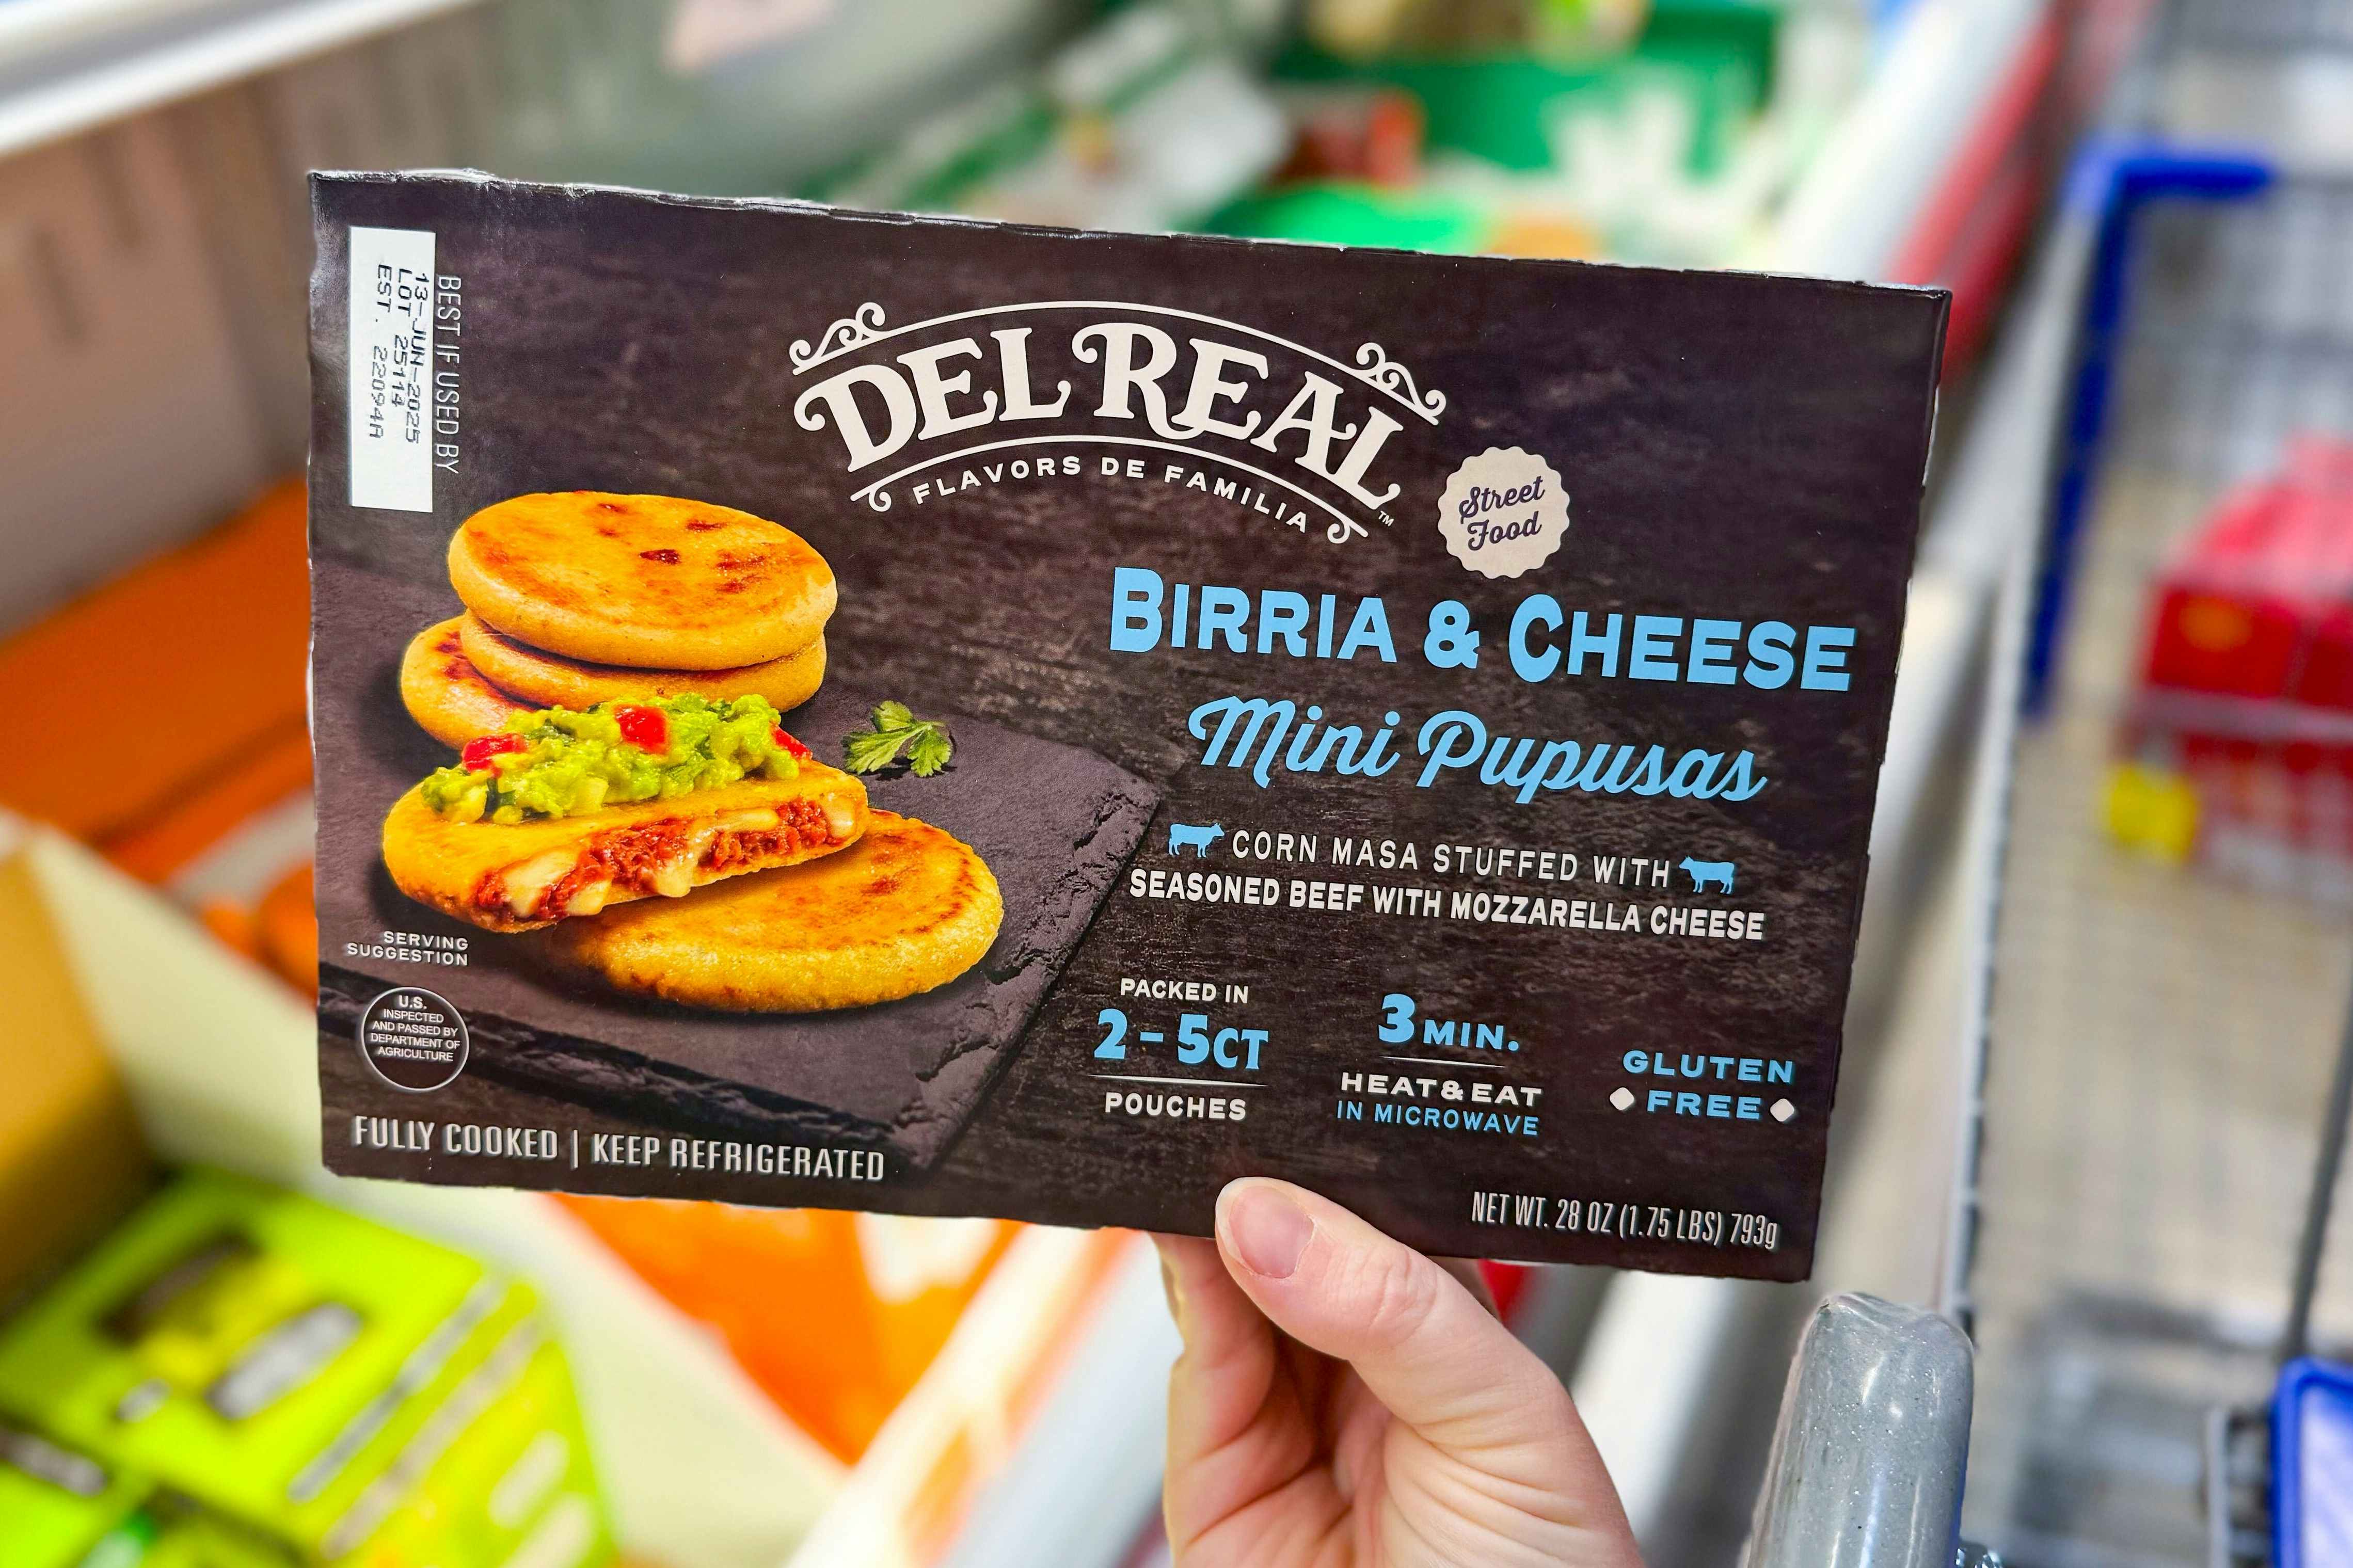 BEST IF USED BY
13-JUN-2025
LOT 25114
EST. 22094A
DEL REAL™
FLAVORS DE FAMILIA
Street
Food
BIRRIA & CHEESE
Mini Pupusas
CORN MASA STUFFED WITH
SEASONED BEEF WITH MOZZARELLA CHEESE
SERVING
SUGGESTION
U.S.
INSPECTED
AND PASSED BY
DEPARTMENT OF
AGRICULTURE
PACKED IN
2-5CT
POUCHES
3 MIN.
HEAT&EAT
IN MICROWAVE
GLUTEN
FREE
FULLY COOKED | KEEP REFRIGERATED
NET WT. 28 OZ (1.75 LBS) 793g